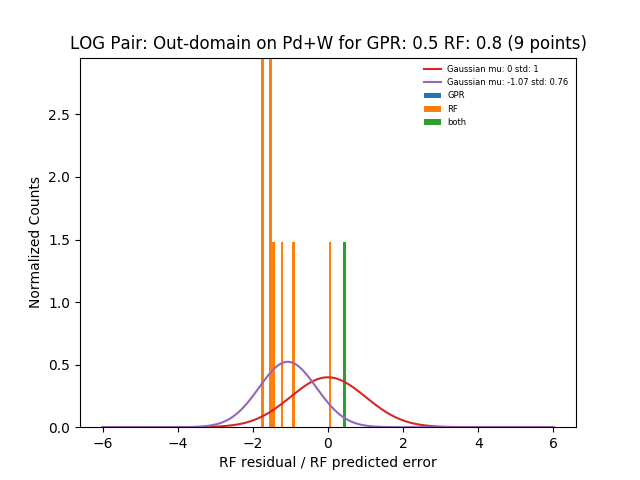 LOG Pair: Out-domain on Pd+W for GPR: 0.5 RF: 0.8 (9 points)
Gaussian mu: 0 std: 1
Gaussian mu: -1.07 std: 0.76
GPR
RF
both
Normalized Counts
2.5
2.0
1.5
1.0
0.5
0.0
−6 −4 −2 0 2 4 6
RF residual / RF predicted error